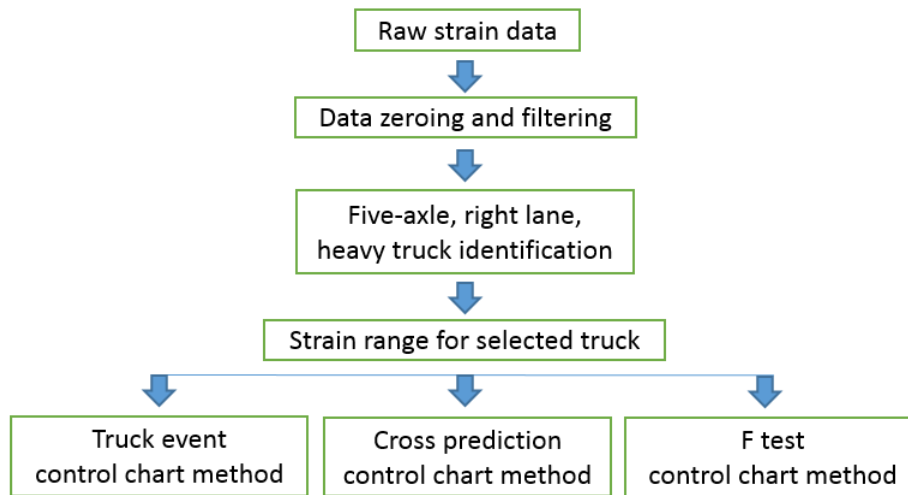 Raw strain data
Data zeroing and filtering
Five-axle, right lane,
heavy truck identification
Strain range for selected truck
Truck event
control chart method
Cross prediction
control chart method
F test
control chart method